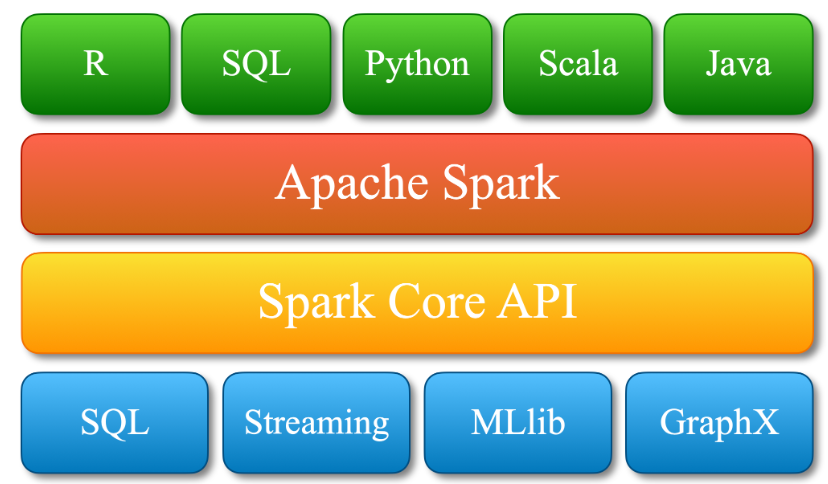 R SQL Python Scala Java
Apache Spark
Spark Core API
SQL Streaming MLlib GraphX